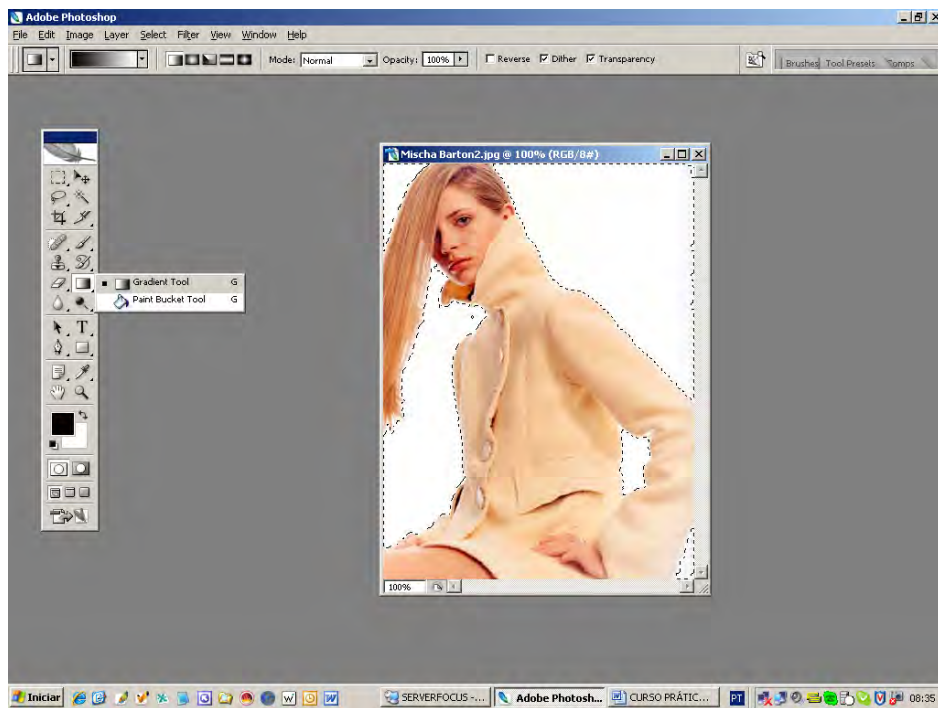 Adobe Photoshop
File Edit Image Layer Select Filter View Window Help
Mode: Normal Opacity: 100% Reverse Dither Transparency Brushes Tool Presets Comps
Mischa Barton2.jpg @ 100% (RGB/8#)
Gradient Tool G
Paint Bucket Tool G
T
100%
Iniciar SERVERFOCUS -... Adobe Photosh... CURSO PRÁTIC... PT 08:35